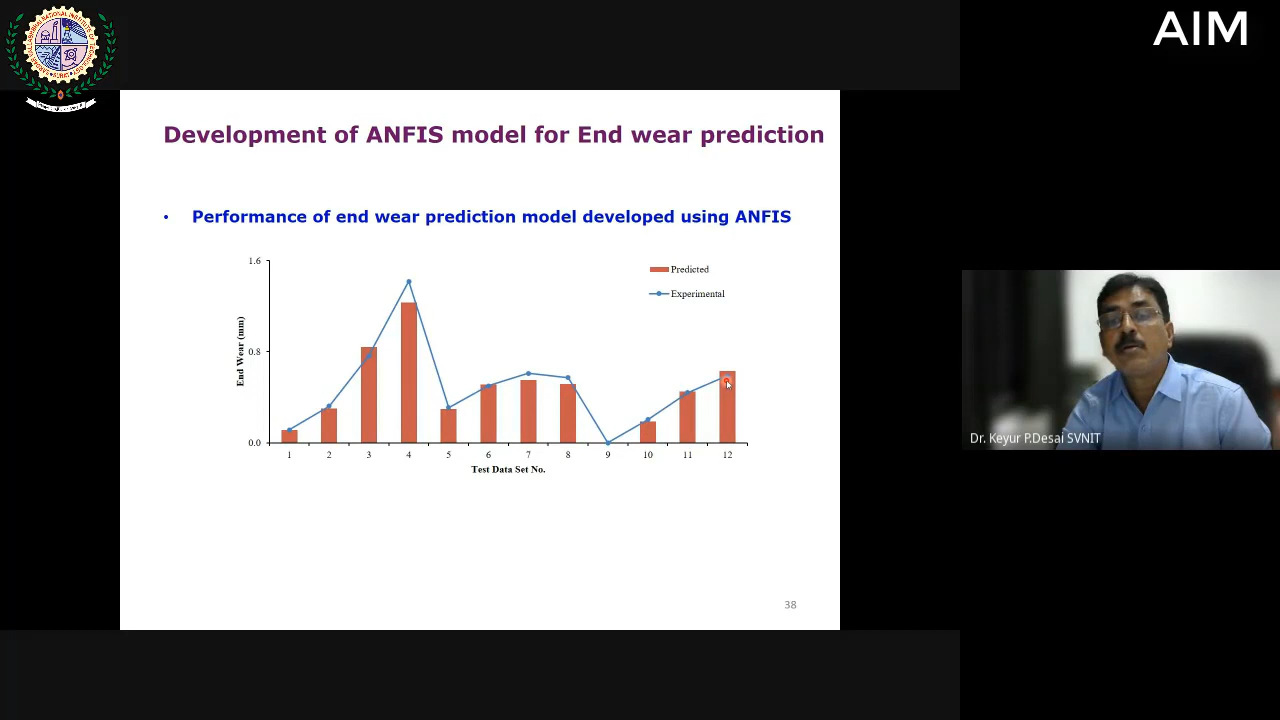 AIM
Development of ANFIS model for End wear prediction
• Performance of end wear prediction model developed using ANFIS
1.6
0.8
0.0
End Wear (mm)
Predicted
Experimental
1 2 3 4 5 6 7 8 9 10 11 12
Test Data Set No.
38
Dr. Keyur P.Desai SVNIT